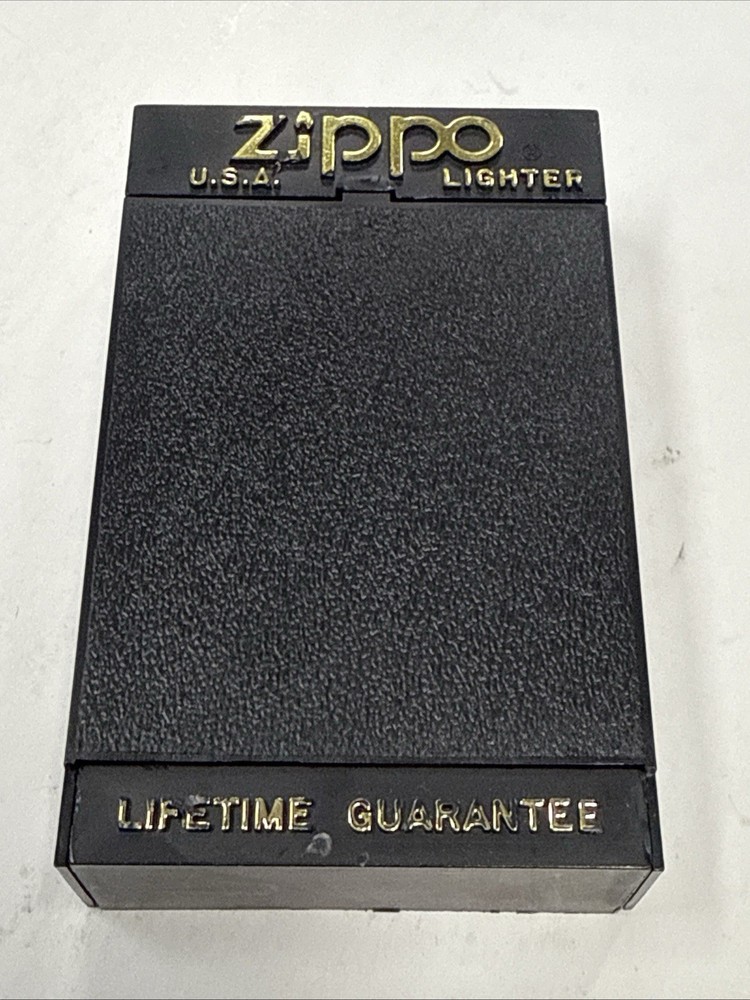 Zippo ®
U.S.A. LIGHTER
LIFETIME GUARANTEE